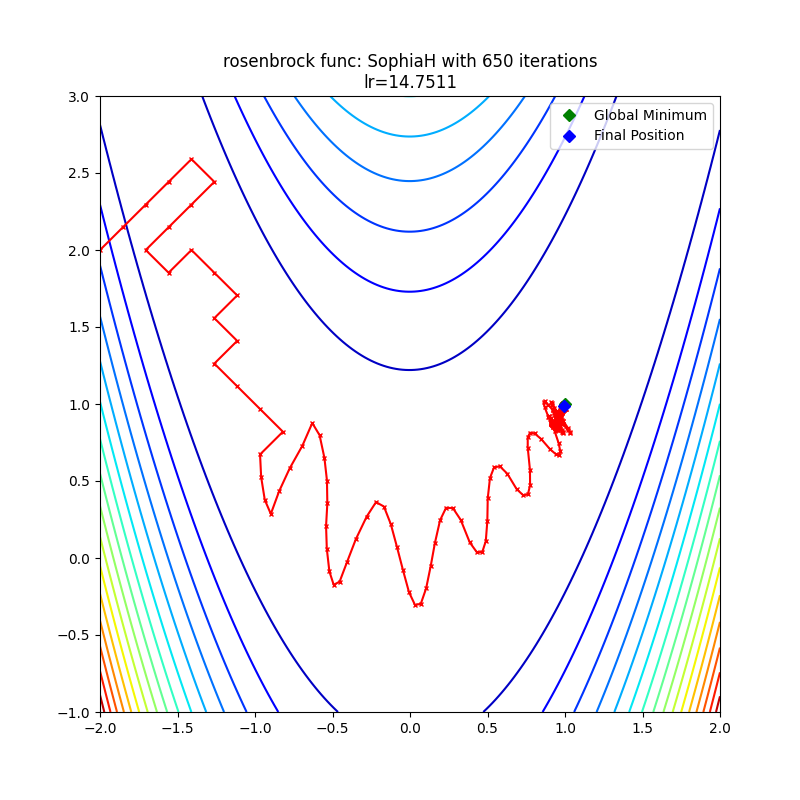 rosenbrock func: SophiaH with 650 iterations
lr=14.7511
Global Minimum
Final Position
3.0
2.5
2.0
1.5
1.0
0.5
0.0
−0.5
−1.0
−2.0 −1.5 −1.0 −0.5 0.0 0.5 1.0 1.5 2.0